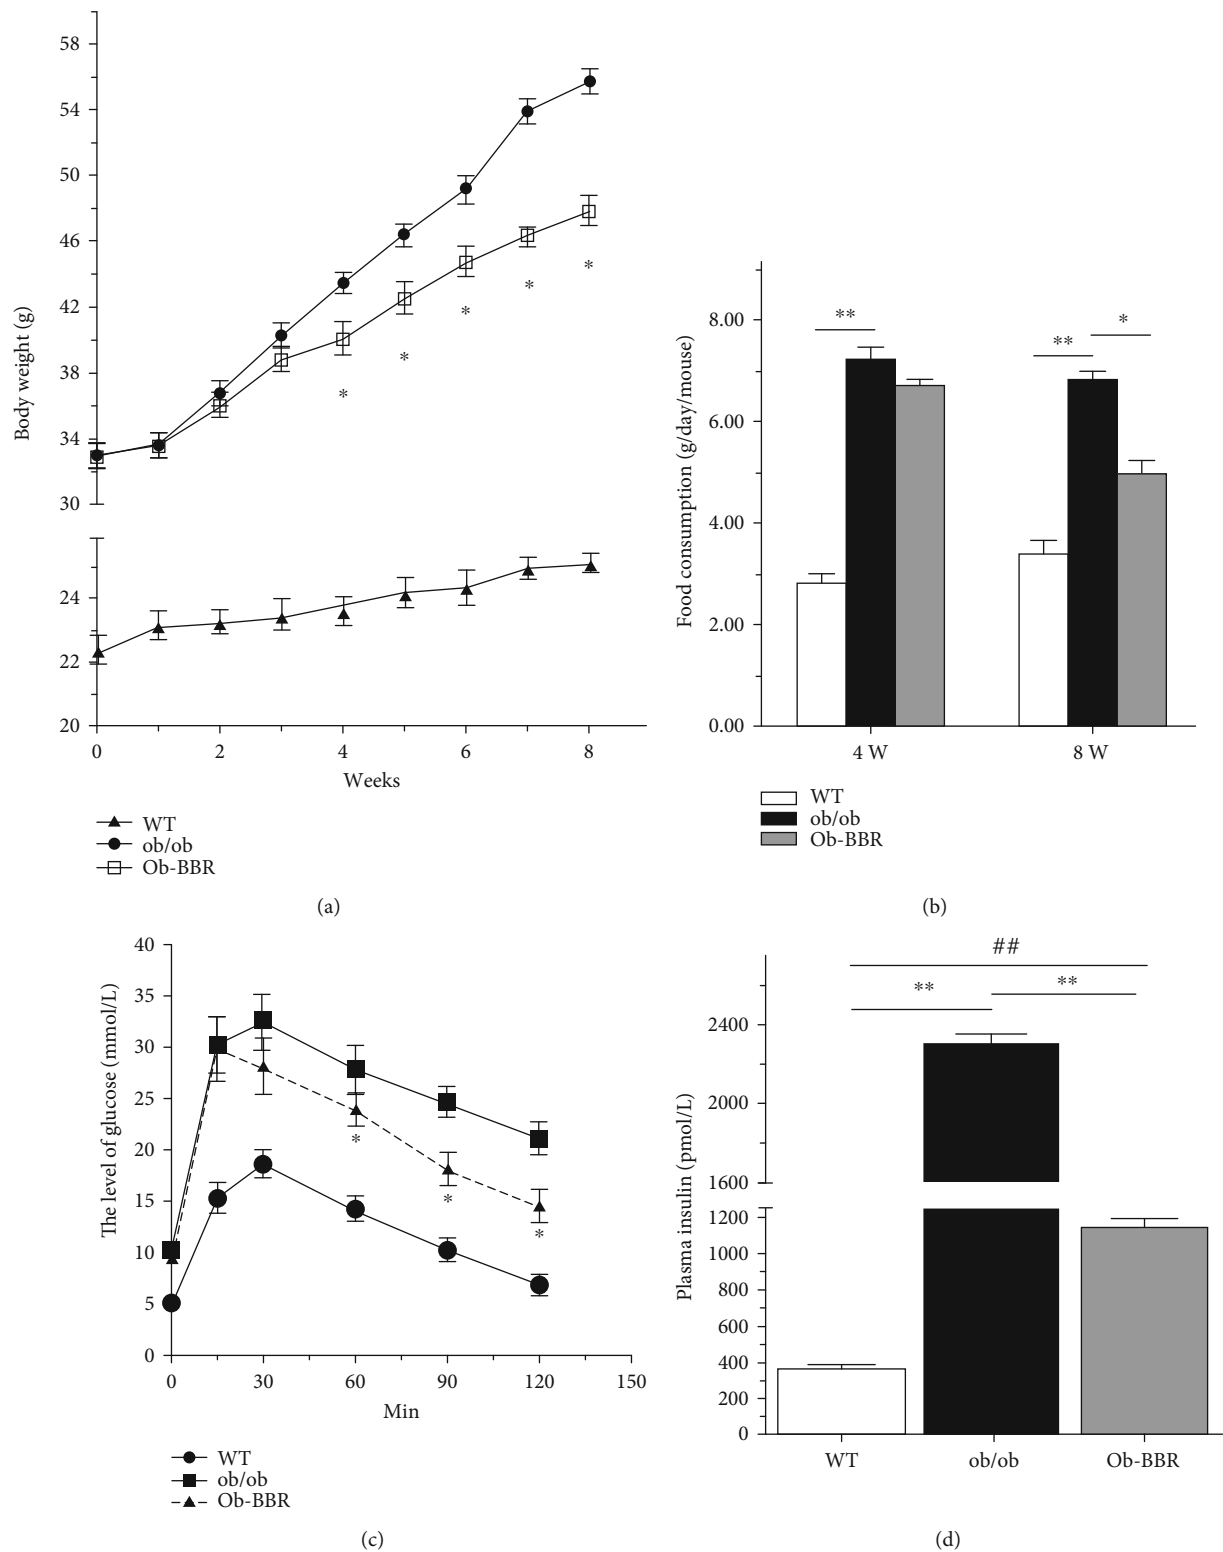 58
54
50
46
42
38
34
30
24
22
20
Body weight (g)
* * * * *
0 2 4 6 8
Weeks
WT
ob/ob
Ob-BBR
(a)
8.00
6.00
4.00
2.00
0.00
Food consumption (g/day/mouse)
** ** *
4 W 8 W
WT
ob/ob
Ob-BBR
(b)
40
35
30
25
20
15
10
5
0
The level of glucose (mmol/L)
* * *
0 30 60 90 120 150
Min
WT
ob/ob
Ob-BBR
(c)
##
** **
2400
2000
1600
1200
1000
800
600
400
200
0
Plasma insulin (pmol/L)
WT ob/ob Ob-BBR
(d)